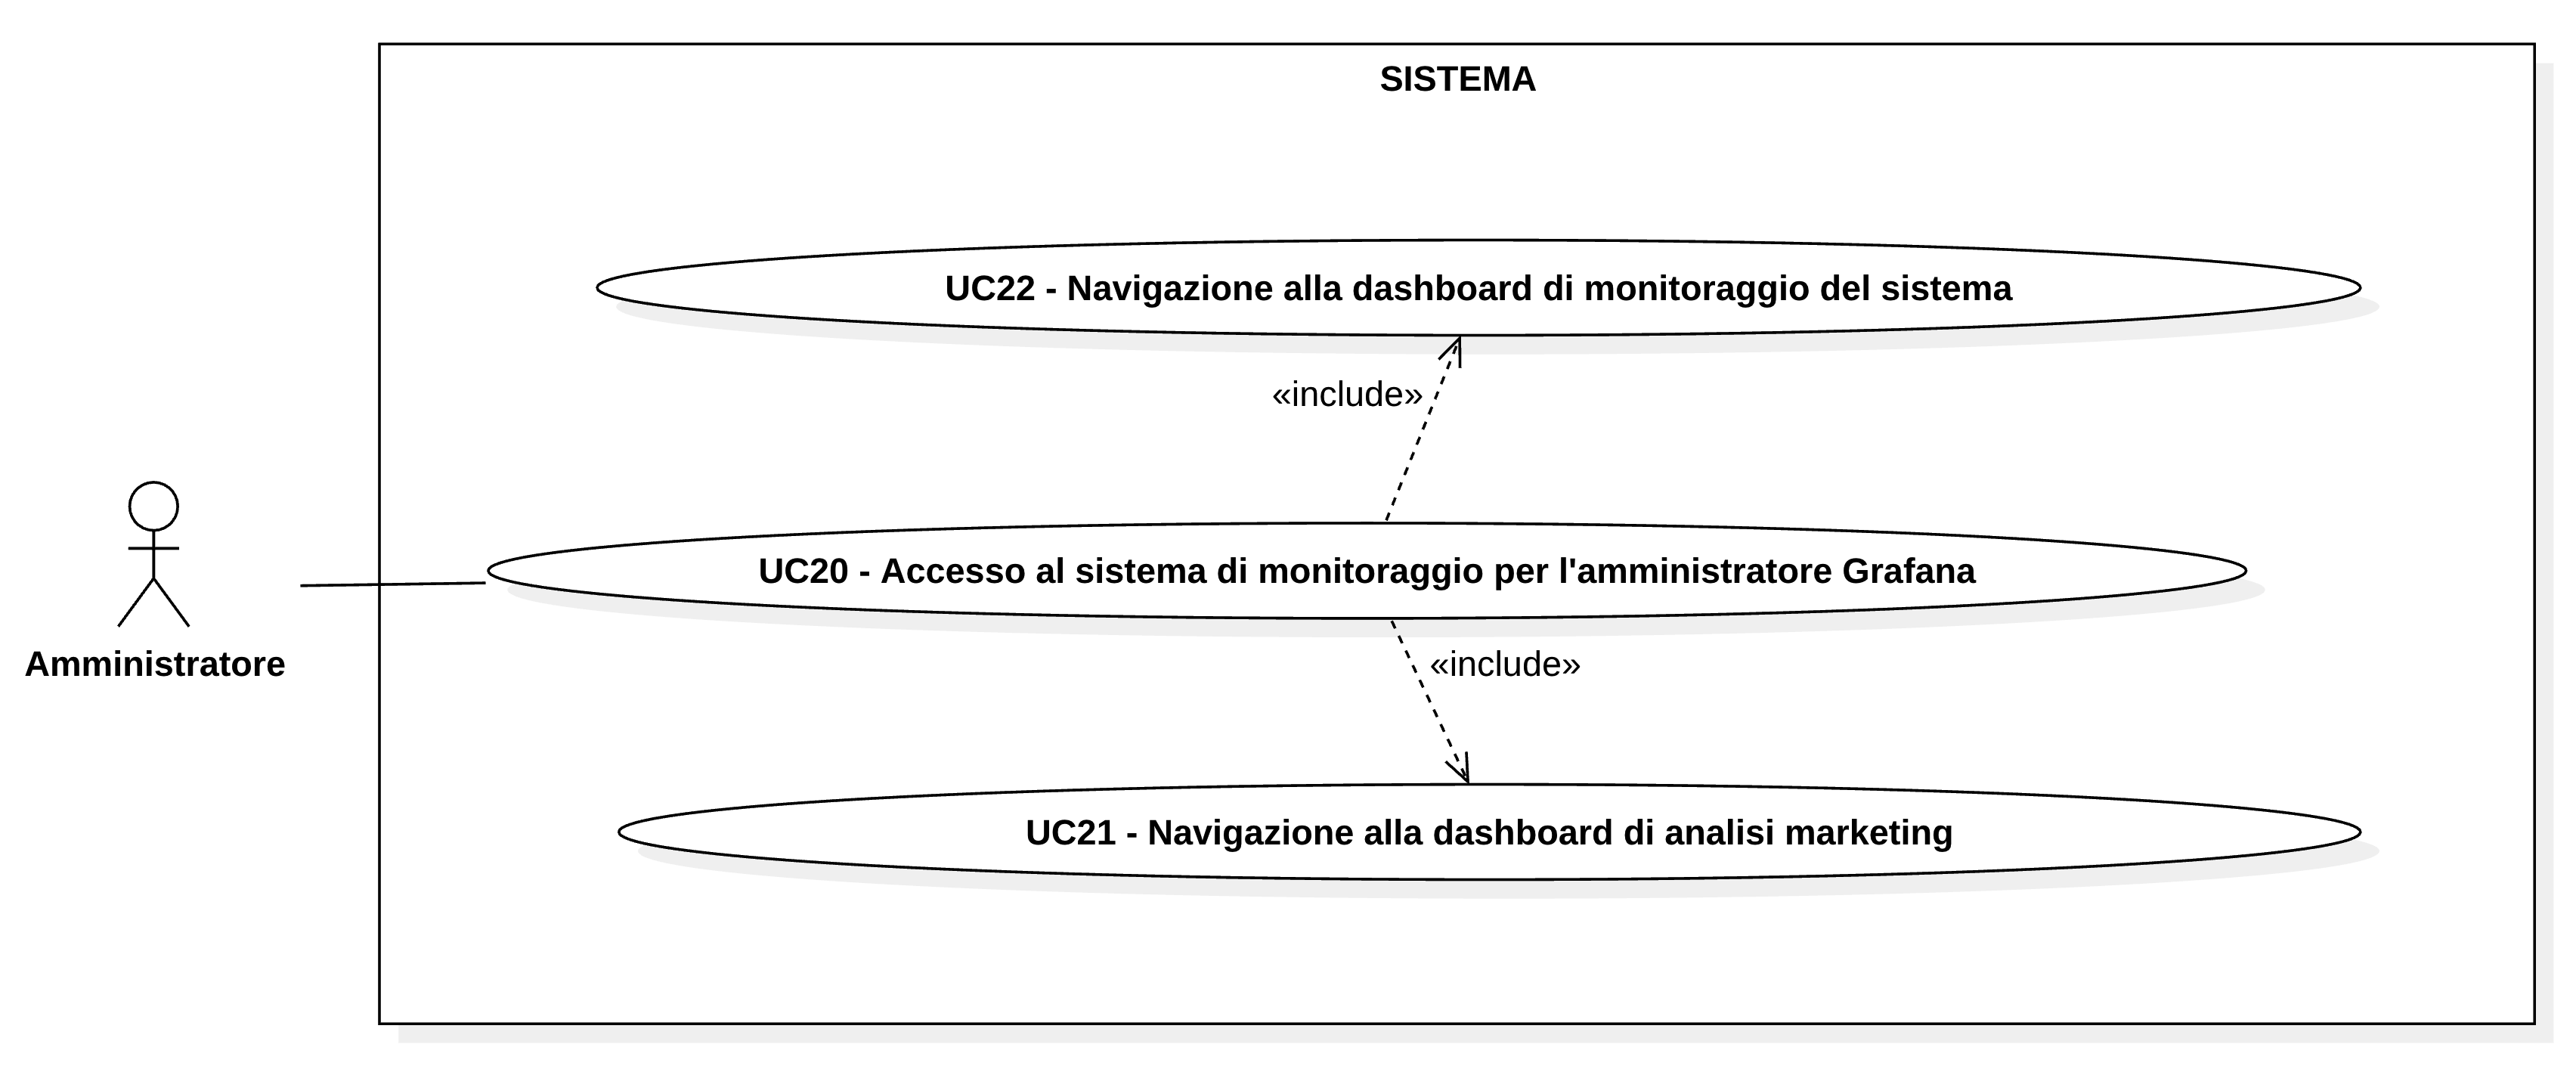 SISTEMA
UC22 - Navigazione alla dashboard di monitoraggio del sistema
«include»
UC20 - Accesso al sistema di monitoraggio per l'amministratore Grafana
Amministratore
«include»
UC21 - Navigazione alla dashboard di analisi marketing